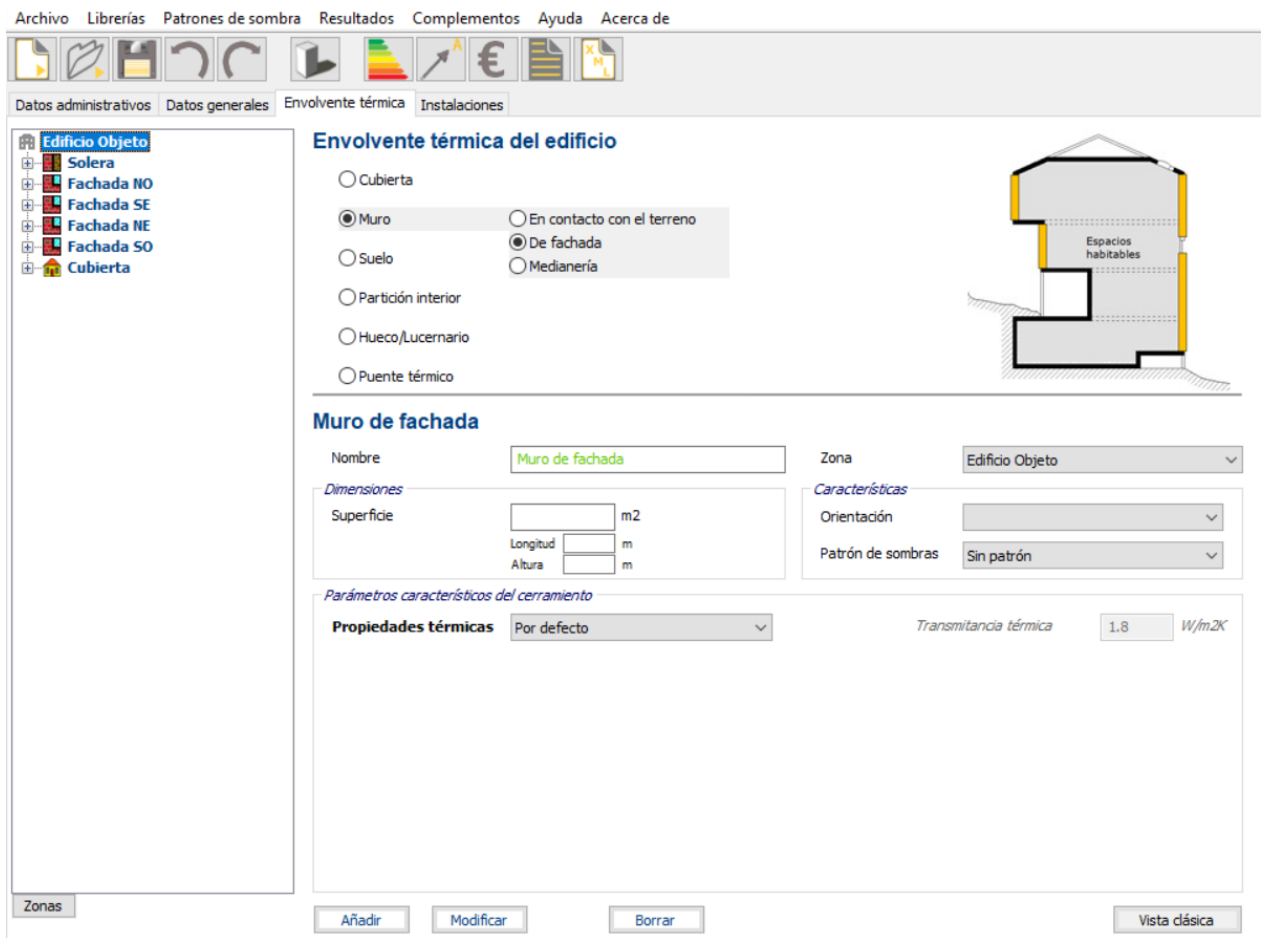 Archivo Librerías Patrones de sombra Resultados Complementos Ayuda Acerca de
A € X M L
Datos administrativos Datos generales Envolvente térmica Instalaciones
Edificio Objeto
Solera
Fachada NO
Fachada SE
Fachada NE
Fachada SO
Cubierta
Envolvente térmica del edificio
Cubierta
Muro
En contacto con el terreno
De fachada
Medianería
Suelo
Partición interior
Hueco/Lucernario
Puente térmico
Espacios
habitables
Muro de fachada
Nombre Muro de fachada Zona Edificio Objeto
Dimensiones
Superficie m2
Longitud m
Altura m
Características
Orientación
Patrón de sombras Sin patrón
Parámetros característicos del cerramiento
Propiedades térmicas Por defecto Transmitancia térmica 1.8 W/m2K
Zonas
Añadir Modificar Borrar Vista clásica